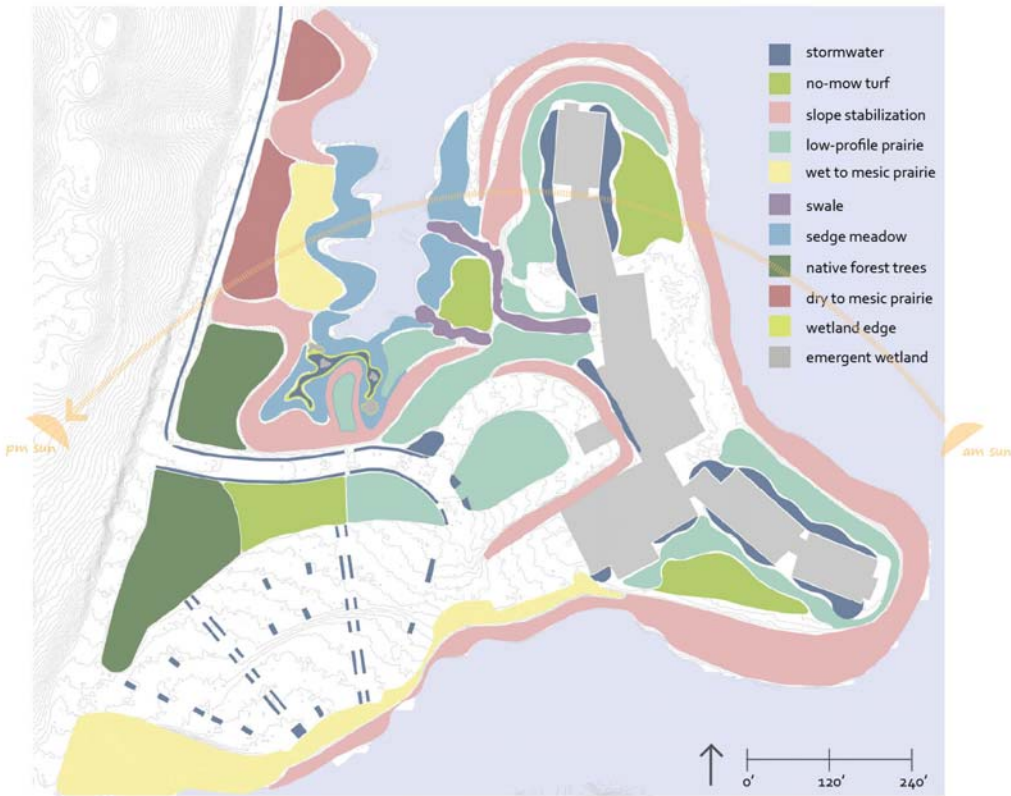 stormwater
no-mow turf
slope stabilization
low-profile prairie
wet to mesic prairie
swale
sedge meadow
native forest trees
dry to mesic prairie
wetland edge
emergent wetland
pm sun
am sun
0' 120' 240'